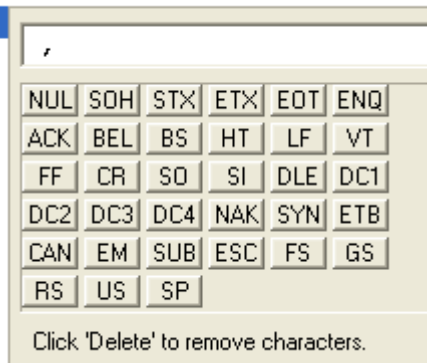 ,
NUL SOH STX ETX EOT ENQ
ACK BEL BS HT LF VT
FF CR SO SI DLE DC1
DC2 DC3 DC4 NAK SYN ETB
CAN EM SUB ESC FS GS
RS US SP
Click 'Delete' to remove characters.